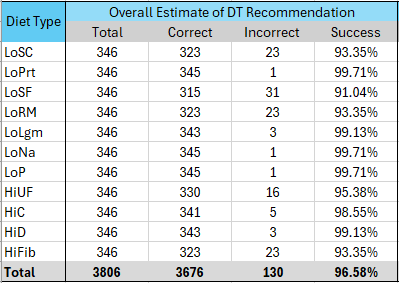 Diet Type Overall Estimate of DT Recommendation
Total Correct Incorrect Success
LoSC 346 323 23 93.35%
LoPrt 346 345 1 99.71%
LoSF 346 315 31 91.04%
LoRM 346 323 23 93.35%
LoLgm 346 343 3 99.13%
LoNa 346 345 1 99.71%
LoP 346 345 1 99.71%
HiUF 346 330 16 95.38%
HiC 346 341 5 98.55%
HiD 346 343 3 99.13%
HiFib 346 323 23 93.35%
Total 3806 3676 130 96.58%